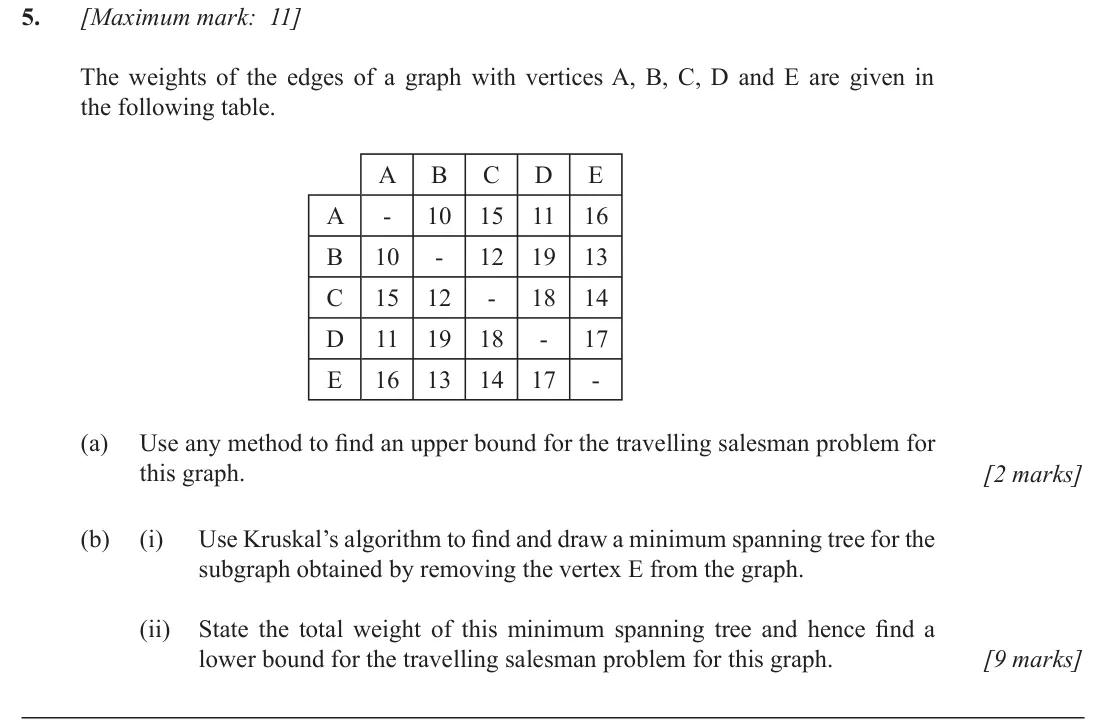 5. [Maximum mark: 11]
The weights of the edges of a graph with vertices A, B, C, D and E are given in
the following table.
A B C D E
A - 10 15 11 16
B 10 - 12 19 13
C 15 12 - 18 14
D 11 19 18 - 17
E 16 13 14 17 -
(a) Use any method to find an upper bound for the travelling salesman problem for
this graph. [2 marks]
(b) (i) Use Kruskal’s algorithm to find and draw a minimum spanning tree for the
subgraph obtained by removing the vertex E from the graph.
(ii) State the total weight of this minimum spanning tree and hence find a
lower bound for the travelling salesman problem for this graph. [9 marks]